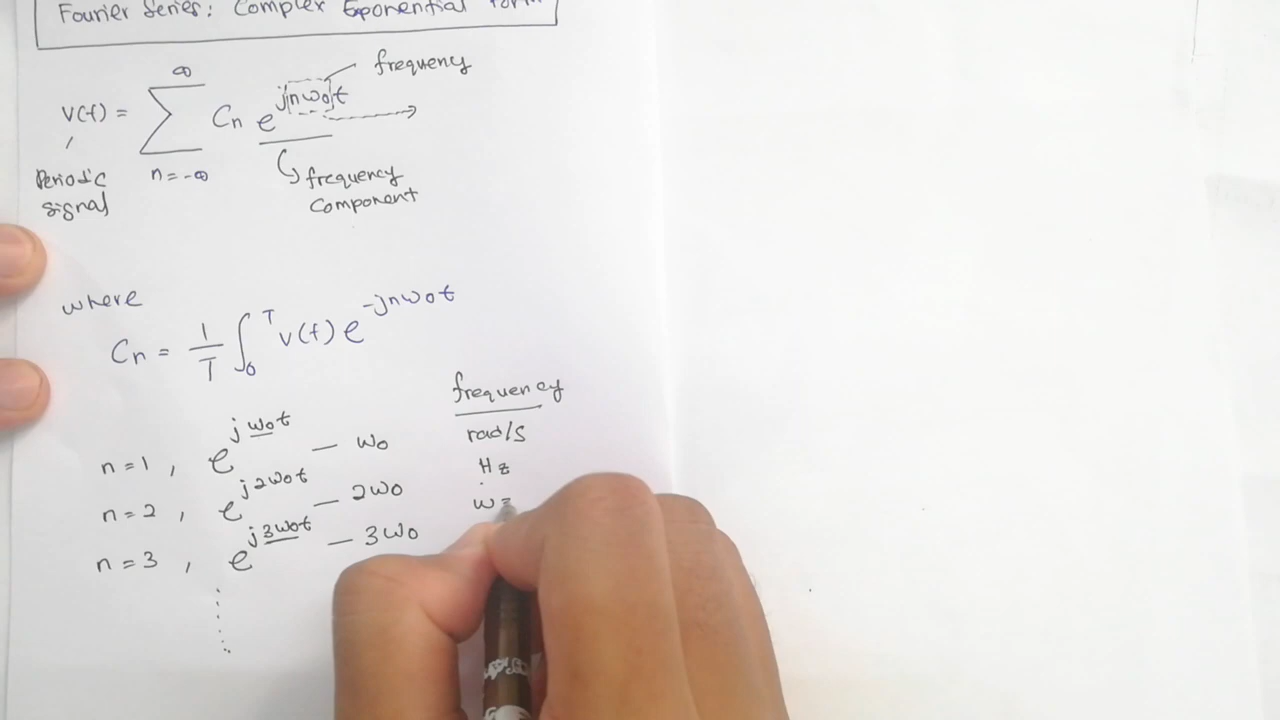 Fourier Series: Complex Exponential Form
∞ frequency
v(t) = ∑ Cn e^jnω0t
n = -∞
Periodic signal
frequency component
where
Cn = 1/T ∫0^T v(t) e^-jnω0t
frequency
rad/s
Hz
ω =
n = 1 , e^jω0t — ω0
n = 2 , e^j2ω0t — 2ω0
n = 3 , e^j3ω0t — 3ω0